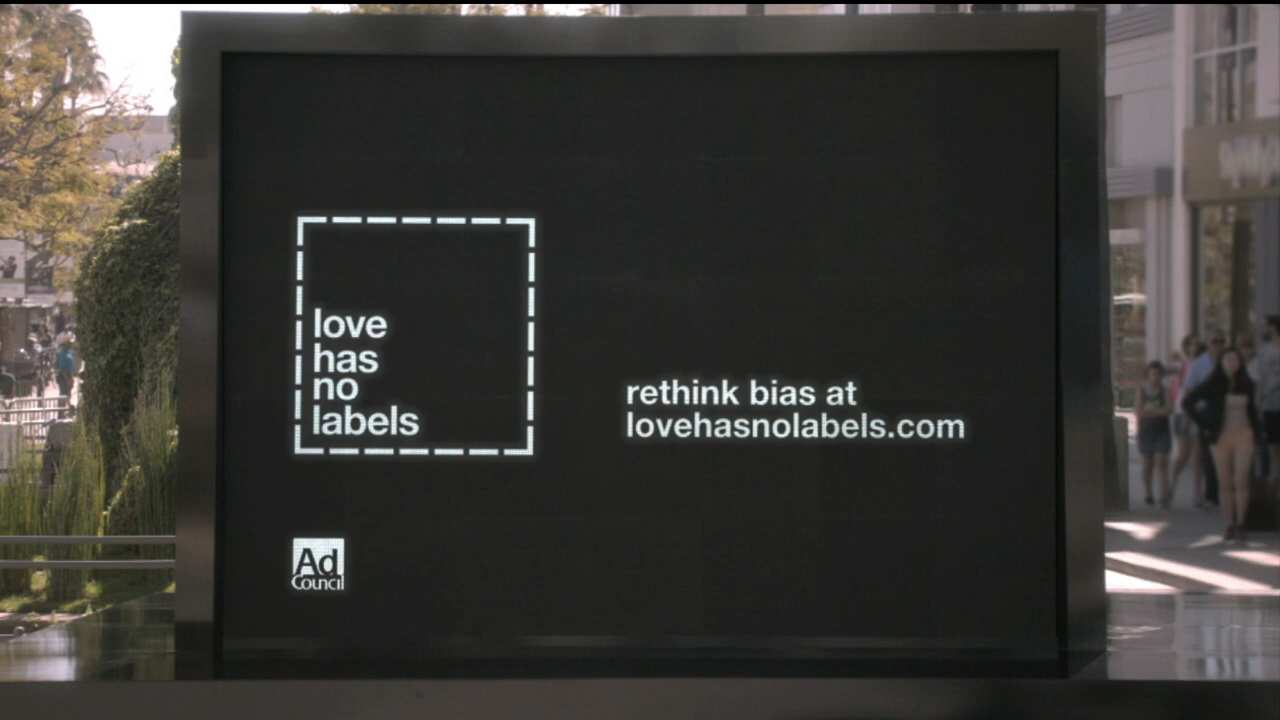 love
has
no
labels
rethink bias at
lovehasnolabels.com
Ad
Council